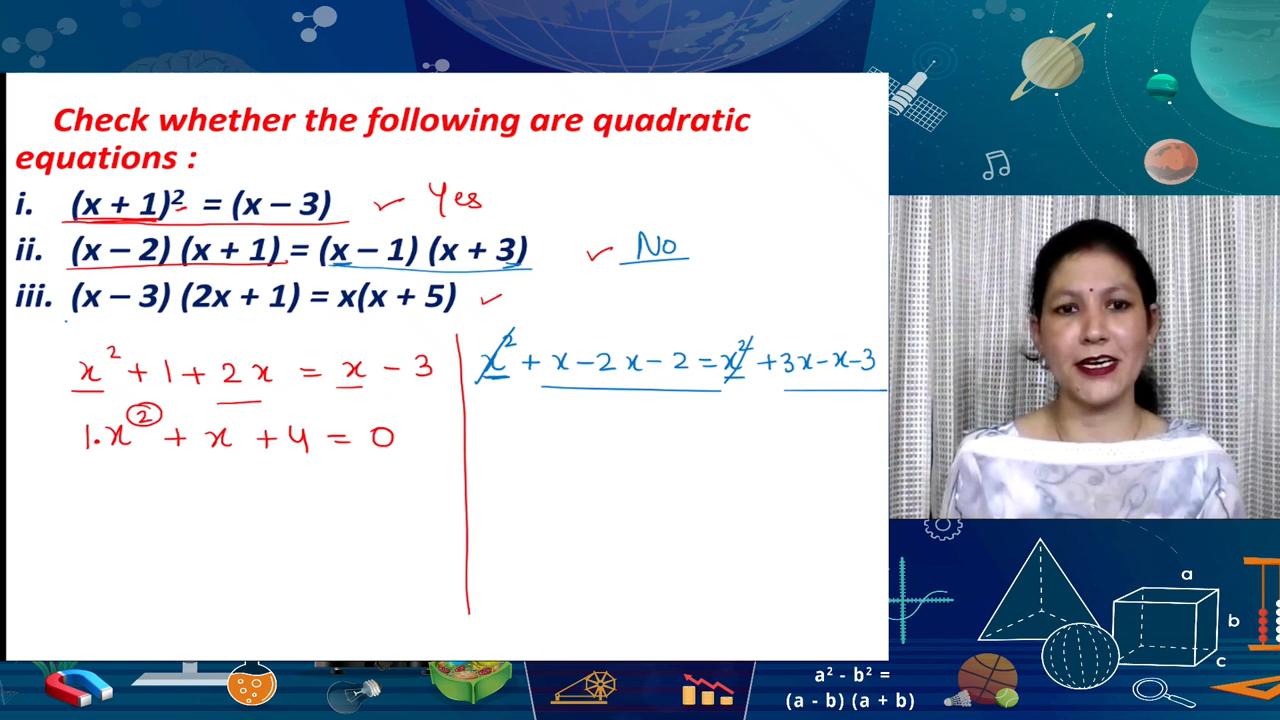 Check whether the following are quadratic
equations :
i. (x + 1)² = (x – 3) ✓ Yes
ii. (x – 2) (x + 1) = (x – 1) (x + 3) ✓ No
iii. (x – 3) (2x + 1) = x(x + 5) ✓
x² + 1 + 2x = x - 3
1.x² + x + 4 = 0
x² + x - 2x - 2 = x² + 3x - x - 3
a
b
c
a² - b² =
(a - b) (a + b)